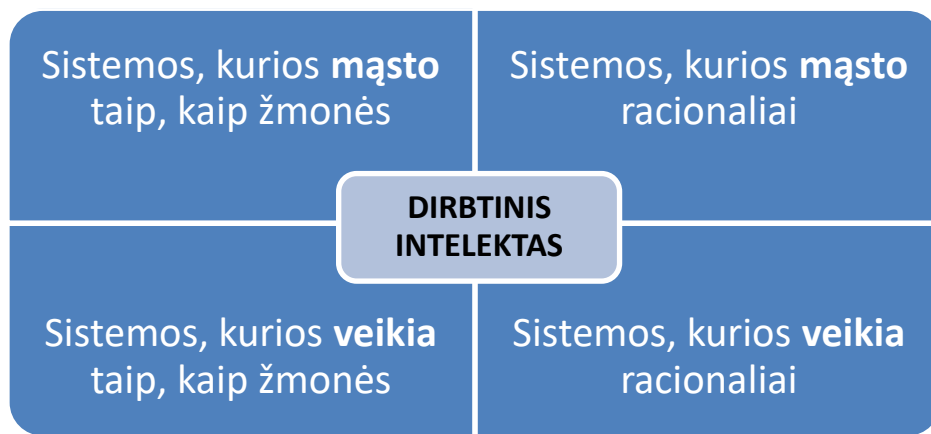 Sistemos, kurios mąsto
taip, kaip žmonės
Sistemos, kurios mąsto
racionaliai
DIRBTINIS
INTELEKTAS
Sistemos, kurios veikia
taip, kaip žmonės
Sistemos, kurios veikia
racionaliai